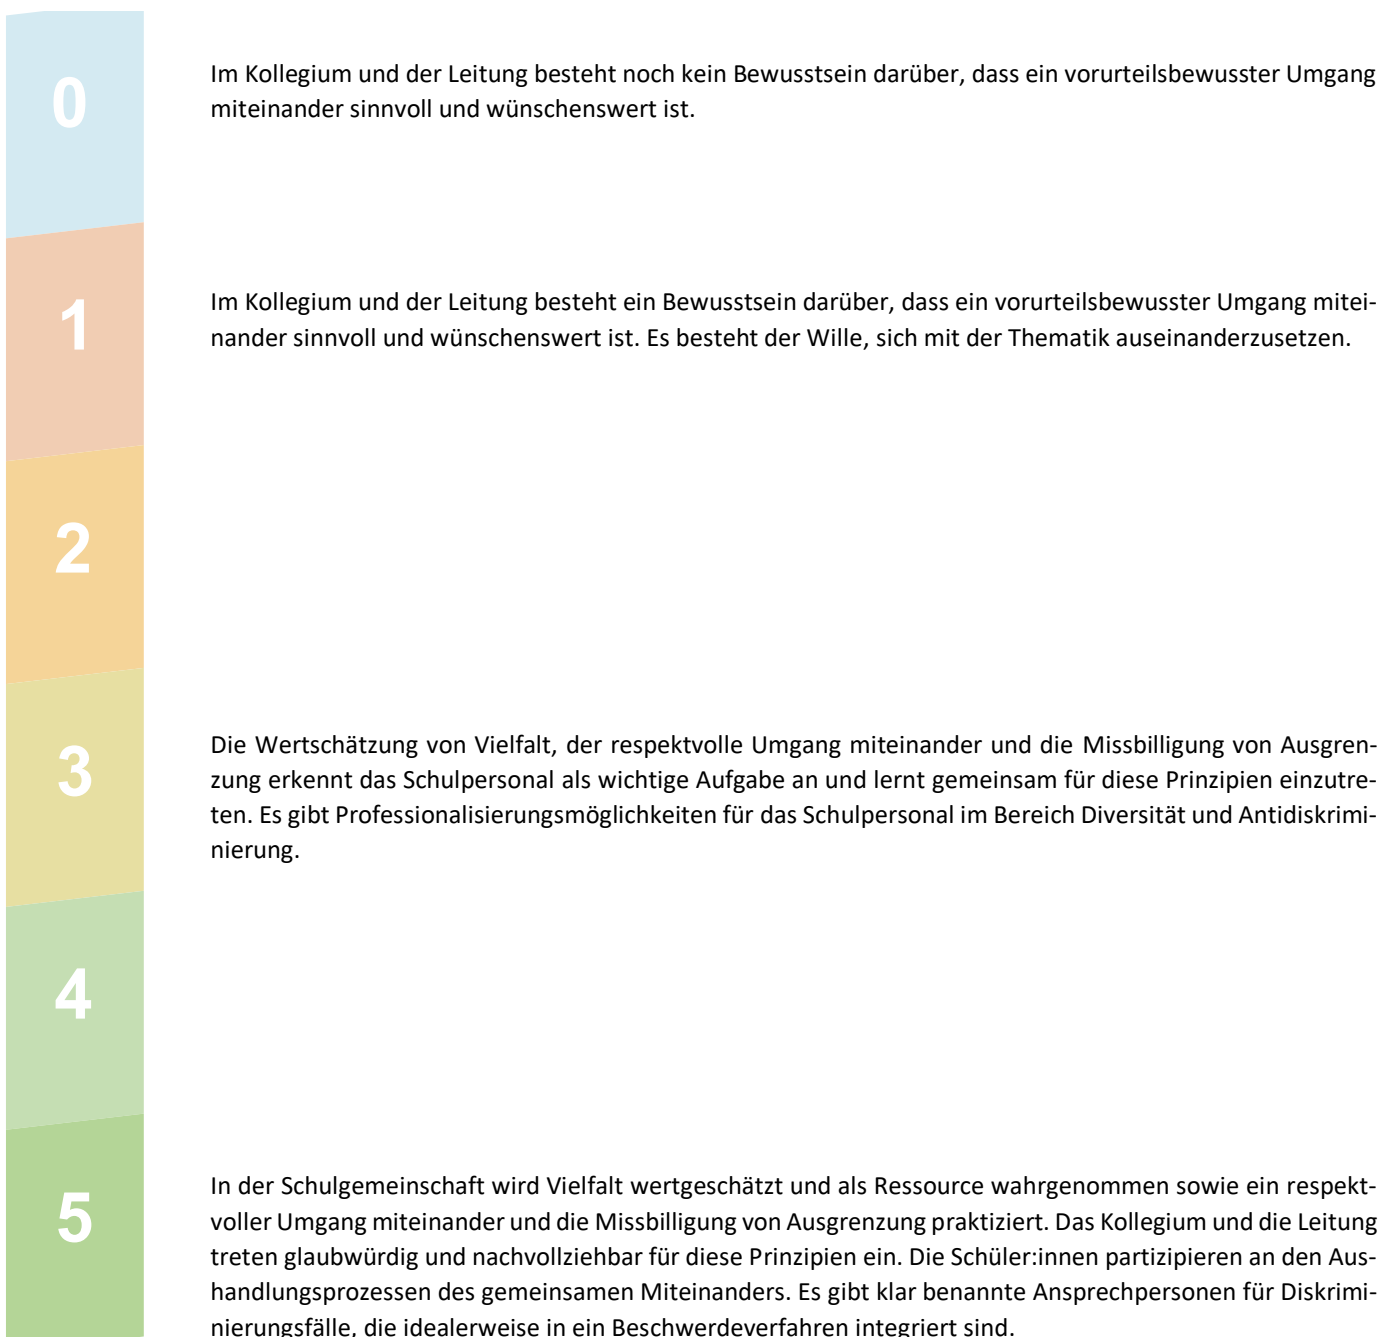 0
Im Kollegium und der Leitung besteht noch kein Bewusstsein darüber, dass ein vorurteilsbewusster Umgang
miteinander sinnvoll und wünschenswert ist.
1
Im Kollegium und der Leitung besteht ein Bewusstsein darüber, dass ein vorurteilsbewusster Umgang mitei-
nander sinnvoll und wünschenswert ist. Es besteht der Wille, sich mit der Thematik auseinanderzusetzen.
2
3
Die Wertschätzung von Vielfalt, der respektvolle Umgang miteinander und die Missbilligung von Ausgren-
zung erkennt das Schulpersonal als wichtige Aufgabe an und lernt gemeinsam für diese Prinzipien einzutre-
ten. Es gibt Professionalisierungsmöglichkeiten für das Schulpersonal im Bereich Diversität und Antidiskrimi-
nierung.
4
5
In der Schulgemeinschaft wird Vielfalt wertgeschätzt und als Ressource wahrgenommen sowie ein respekt-
voller Umgang miteinander und die Missbilligung von Ausgrenzung praktiziert. Das Kollegium und die Leitung
treten glaubwürdig und nachvollziehbar für diese Prinzipien ein. Die Schüler:innen partizipieren an den Aus-
handlungsprozessen des gemeinsamen Miteinanders. Es gibt klar benannte Ansprechpersonen für Diskrimi-
nierungsfälle, die idealerweise in ein Beschwerdeverfahren integriert sind.